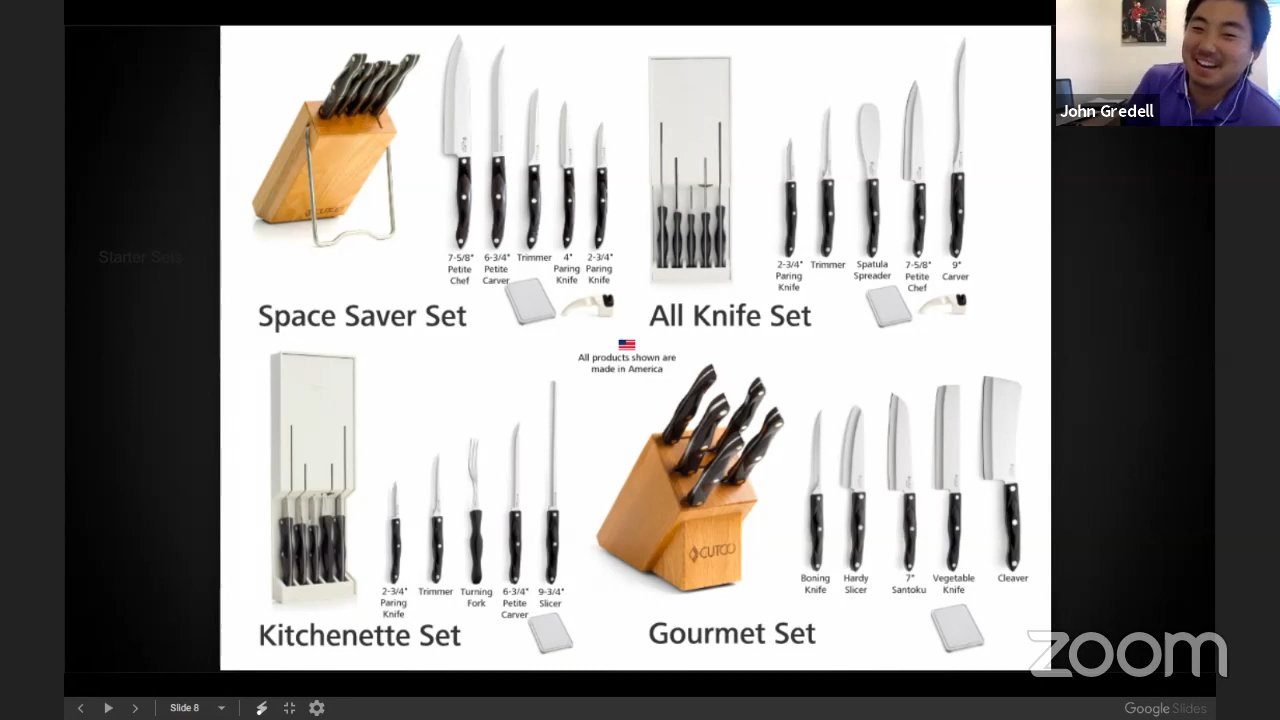 John Gredell
Starter Sets
7-5/8" 6-3/4" Trimmer 4" 2-3/4"
Petite Petite Paring Paring
Chef Carver Knife Knife
Space Saver Set
2-3/4" Trimmer Spatula 7-5/8" 9"
Paring Spreader Petite Carver
Knife Chef
All Knife Set
All products shown are
made in America
2-3/4" Trimmer Turning 6-3/4" 9-3/4"
Paring Fork Petite Slicer
Knife Carver
Kitchenette Set
CUTCO
CUTCO
Boning Hardy 7" Vegetable Cleaver
Knife Slicer Santoku Knife
Gourmet Set
zoom
Slide 8
Google Slides